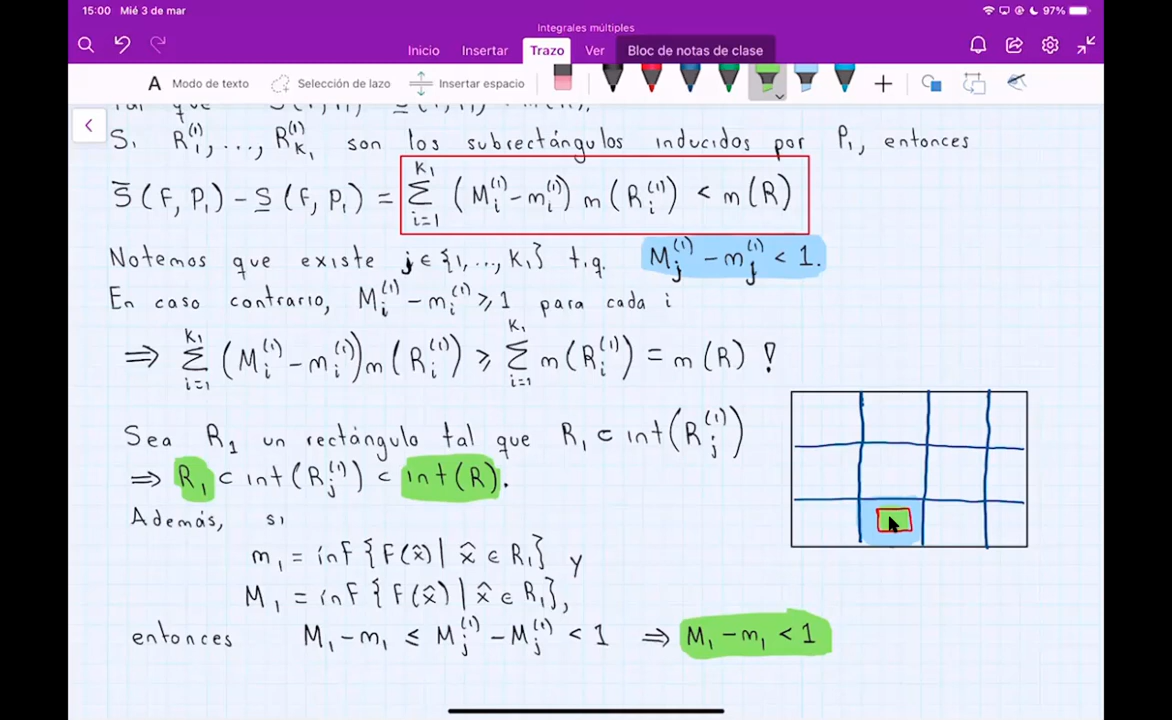 15:00 Mié 3 de mar 97%
Integrales múltiples
Inicio Insertar Trazo Ver Bloc de notas de clase
A Modo de texto Selección de lazo Insertar espacio
Tal que
Si R₁⁽¹⁾, ..., R_{K₁}⁽¹⁾ son los subrectángulos inducidos por P₁, entonces
S̄(F, P₁) - S̲(F, P₁) = Σ_{i=1}^{K₁} (M_i⁽¹⁾ - m_i⁽¹⁾) m(R_i⁽¹⁾) < m(R)
Notemos que existe j ∈ {1, ..., K₁} t.q. M_j⁽¹⁾ - m_j⁽¹⁾ < 1.
En caso contrario, M_i⁽¹⁾ - m_i⁽¹⁾ ≥ 1 para cada i
⟹ Σ_{i=1}^{K₁} (M_i⁽¹⁾ - m_i⁽¹⁾) m(R_i⁽¹⁾) ≥ Σ_{i=1}^{K₁} m(R_i⁽¹⁾) = m(R) !
Sea R₁ un rectángulo tal que R₁ ⊂ int(R_j⁽¹⁾)
⟹ R₁ ⊂ int(R_j⁽¹⁾) ⊂ int(R).
Además, si
m₁ = inf {F(x̂) | x̂ ∈ R₁} y
M₁ = inf {F(x̂) | x̂ ∈ R₁},
entonces M₁ - m₁ ≤ M_j⁽¹⁾ - M_j⁽¹⁾ < 1 ⟹ M₁ - m₁ < 1